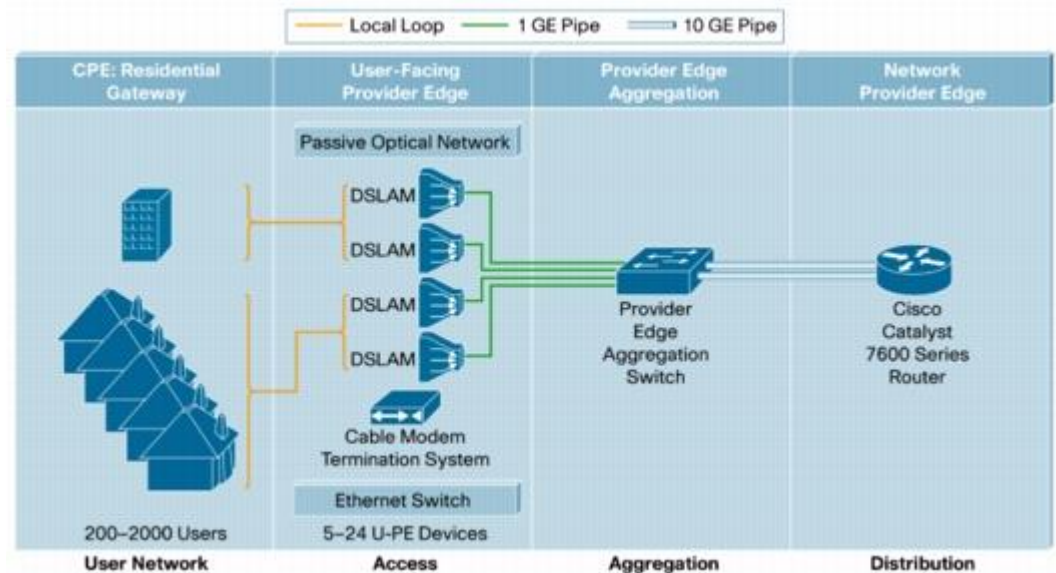 Local Loop
1 GE Pipe
10 GE Pipe
CPE: Residential
Gateway
User-Facing
Provider Edge
Provider Edge
Aggregation
Network
Provider Edge
Passive Optical Network
DSLAM
DSLAM
DSLAM
DSLAM
Cable Modem
Termination System
Ethernet Switch
Provider
Edge
Aggregation
Switch
Cisco
Catalyst
7600 Series
Router
200–2000 Users
5–24 U-PE Devices
User Network
Access
Aggregation
Distribution